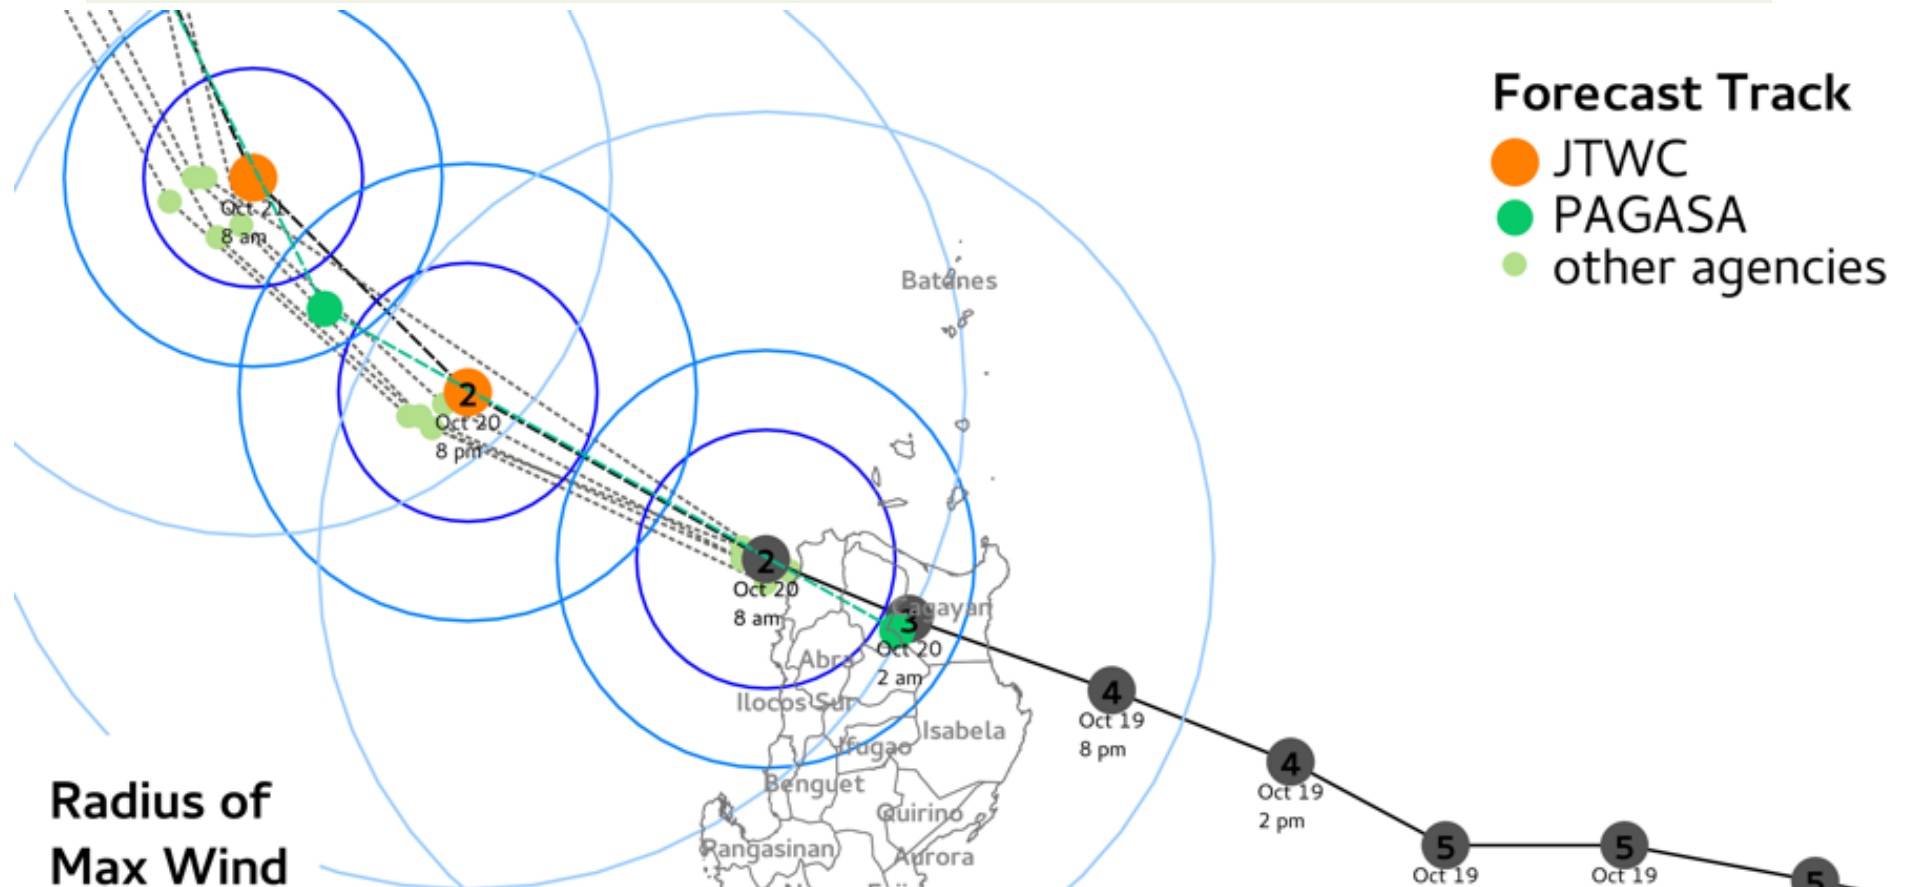 Forecast Track
JTWC
PAGASA
other agencies
Oct 21
8 am
Batanes
2
Oct 20
8 pm
2
Oct 20
8 am
Cagayan
3
Oct 20
2 am
Abra
Ilocos Sur
4
Oct 19
8 pm
Isabela
Ifugao
4
Oct 19
2 pm
Benguet
Quirino
Radius of
Max Wind
Pangasinan
Aurora
5
Oct 19
5
Oct 19
5